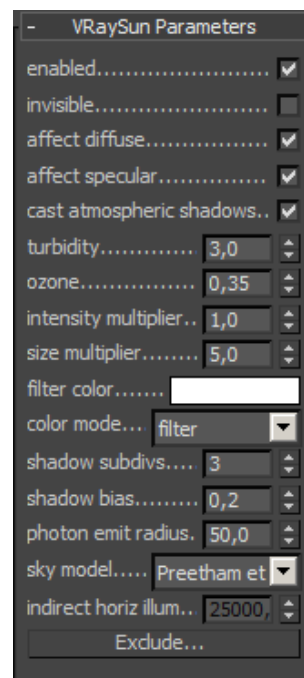 - VRaySun Parameters
enabled......................
invisible......................
affect diffuse...............
affect specular..............
cast atmospheric shadows..
turbidity............. 3,0
ozone................ 0,35
intensity multiplier.. 1,0
size multiplier........ 5,0
filter color.......
color mode.... filter
shadow subdivs.... 3
shadow bias......... 0,2
photon emit radius. 50,0
sky model..... Preetham et
indirect horiz illum.. 25000,
Exclude...